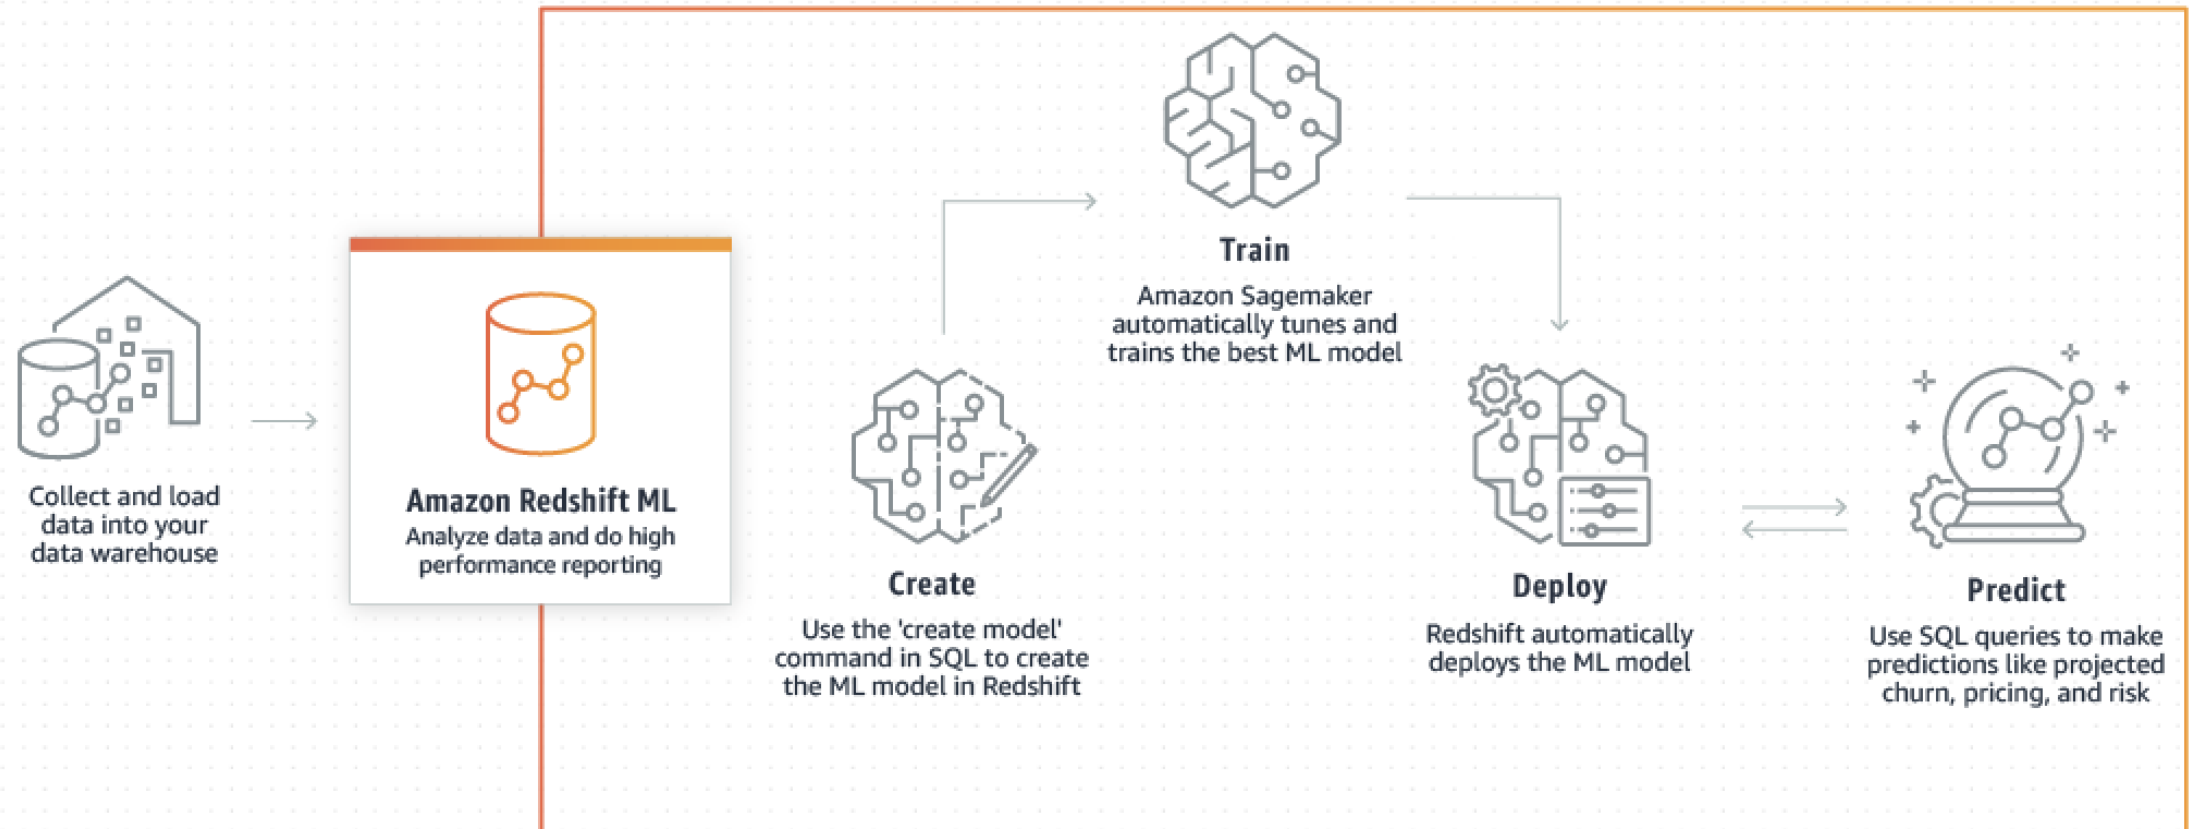 Collect and load
data into your
data warehouse
Amazon Redshift ML
Analyze data and do high
performance reporting
Create
Use the 'create model'
command in SQL to create
the ML model in Redshift
Train
Amazon Sagemaker
automatically tunes and
trains the best ML model
Deploy
Redshift automatically
deploys the ML model
Predict
Use SQL queries to make
predictions like projected
churn, pricing, and risk